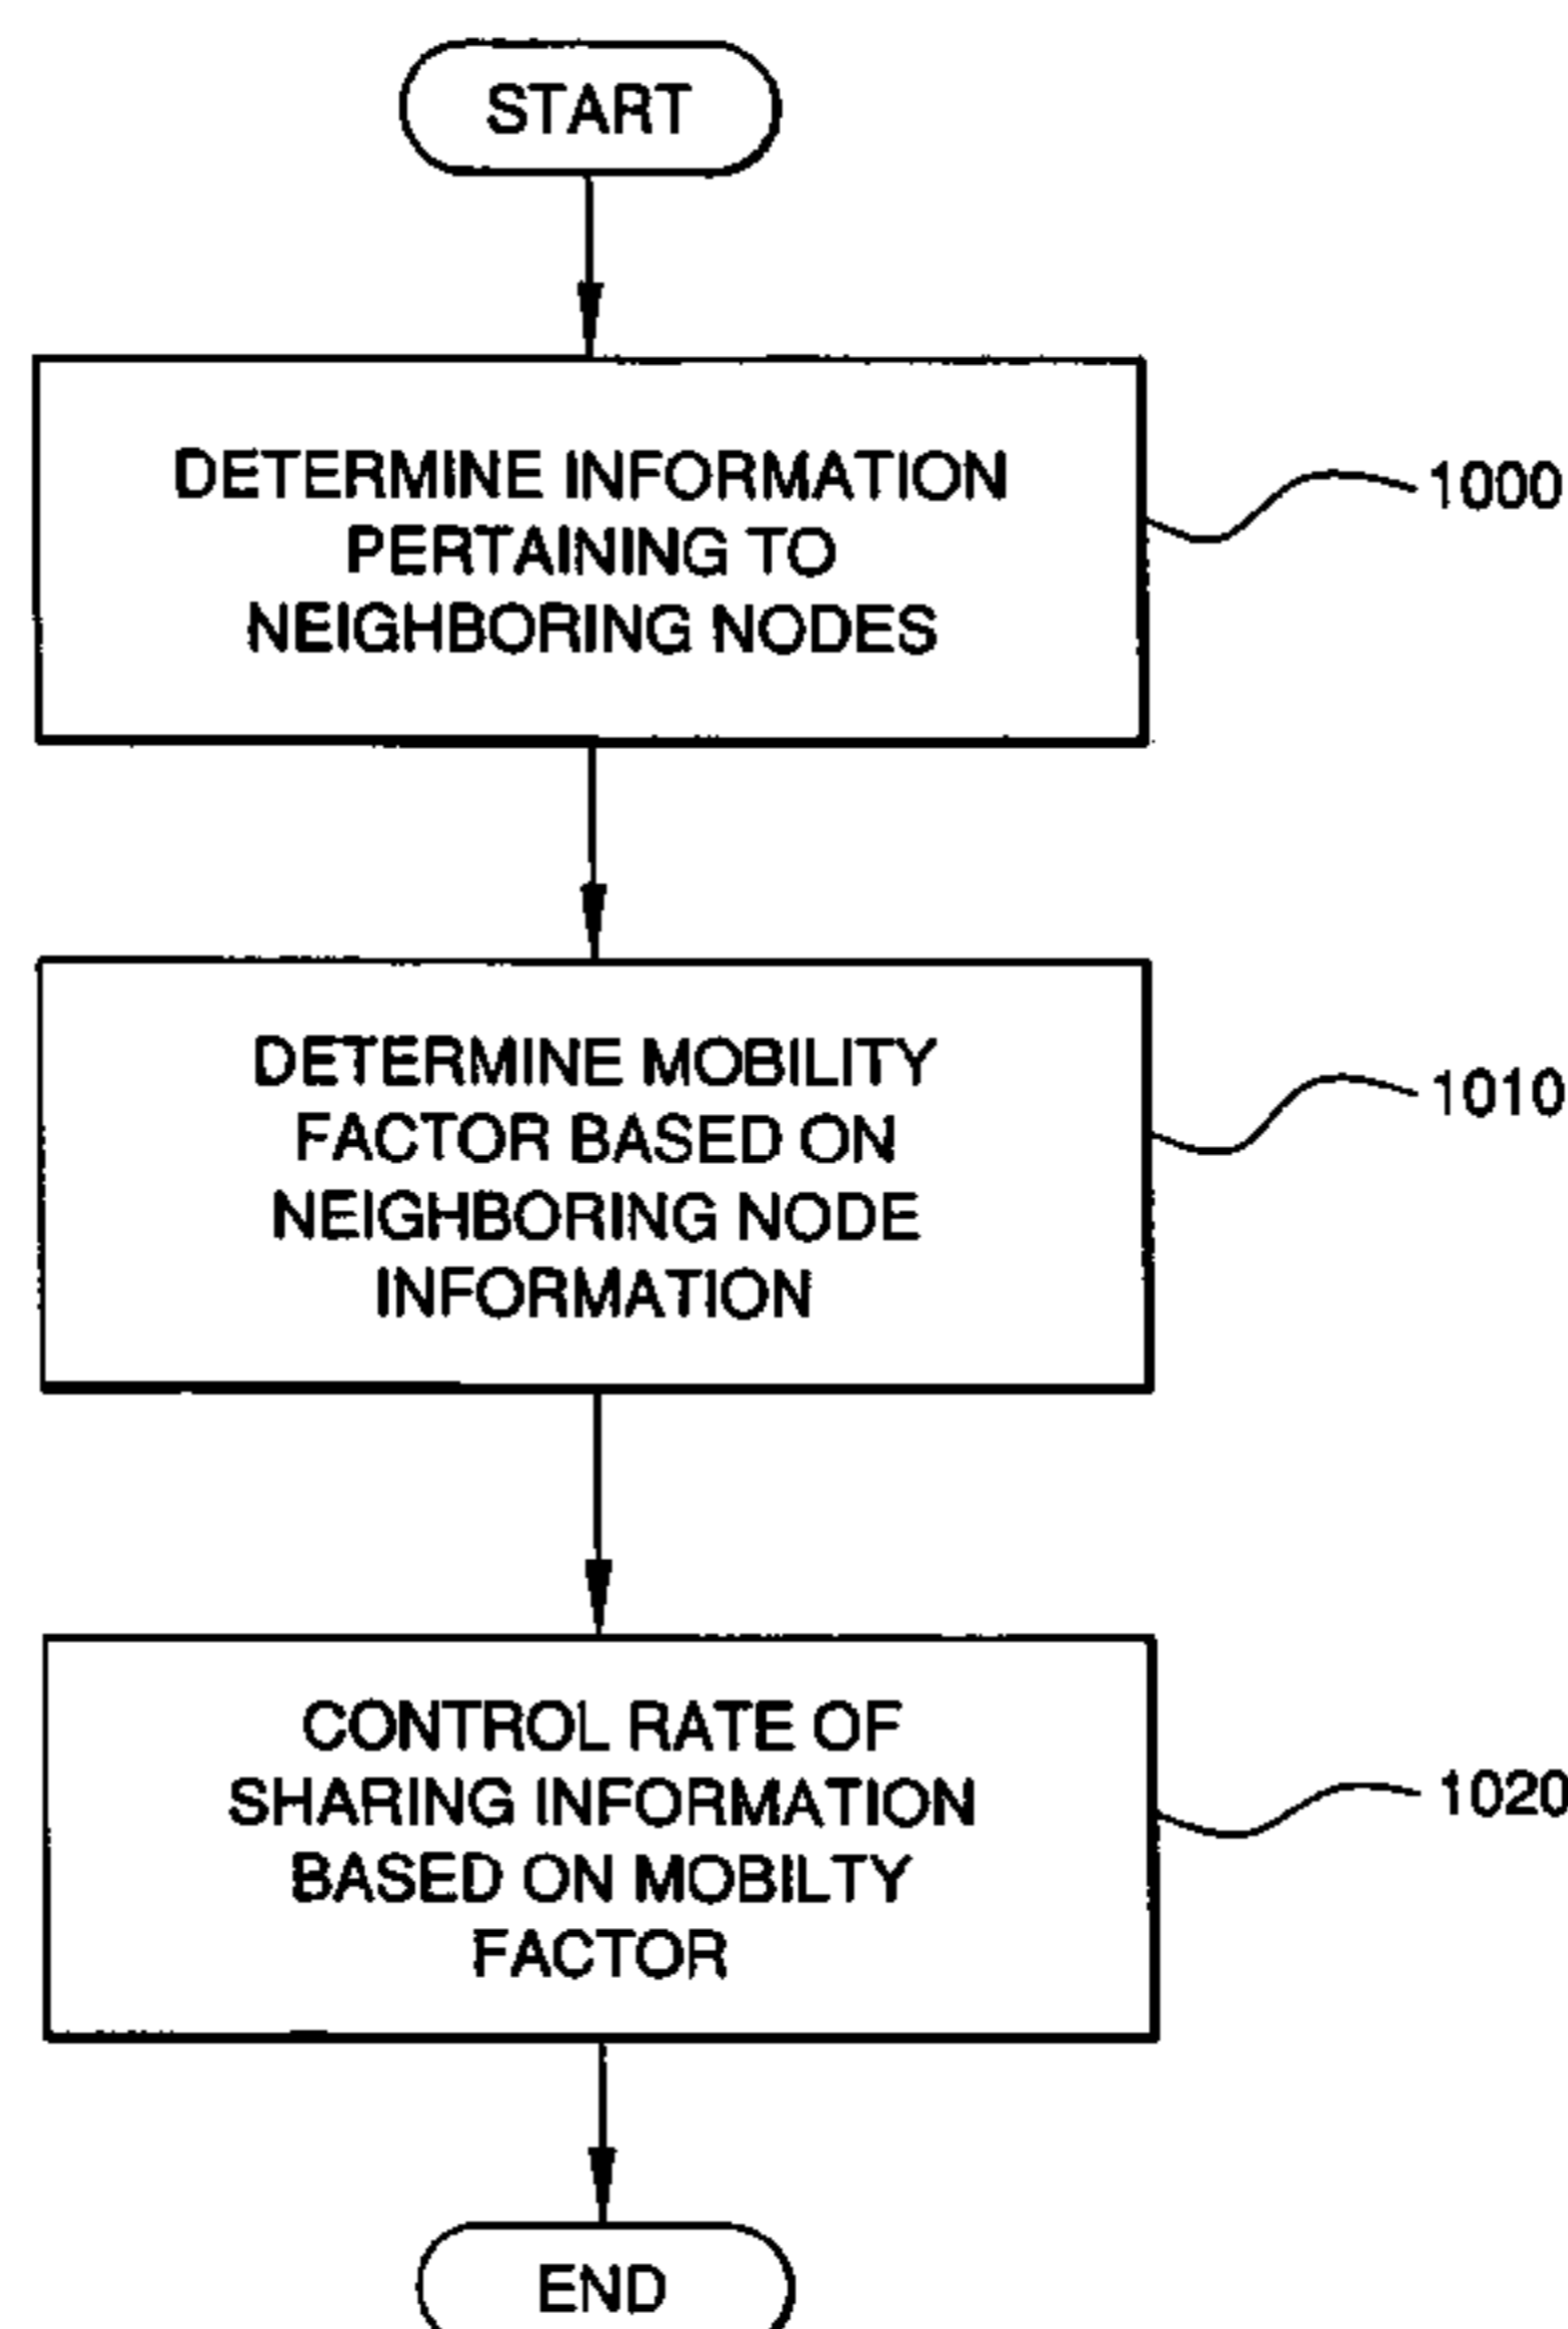 START
DETERMINE INFORMATION
PERTAINING TO
NEIGHBORING NODES
1000
DETERMINE MOBILITY
FACTOR BASED ON
NEIGHBORING NODE
INFORMATION
1010
CONTROL RATE OF
SHARING INFORMATION
BASED ON MOBILTY
FACTOR
1020
END